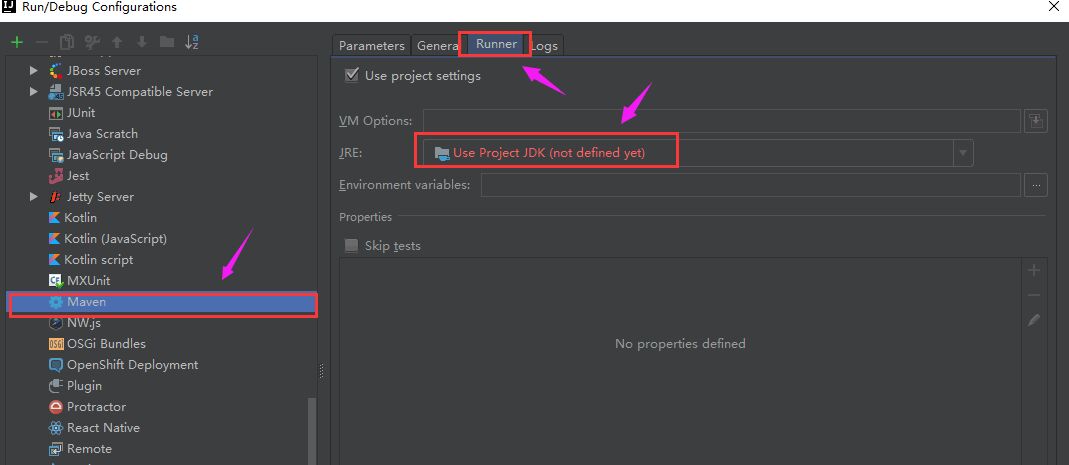 Run/Debug Configurations
JBoss Server
JSR45 Compatible Server
JUnit
Java Scratch
JavaScript Debug
Jest
Jetty Server
Kotlin
Kotlin (JavaScript)
Kotlin script
MXUnit
Maven
NW.js
OSGi Bundles
OpenShift Deployment
Plugin
Protractor
React Native
Remote
Parameters General Runner Logs
Use project settings
VM Options:
JRE: Use Project JDK (not defined yet)
Environment variables: ...
Properties
Skip tests
No properties defined